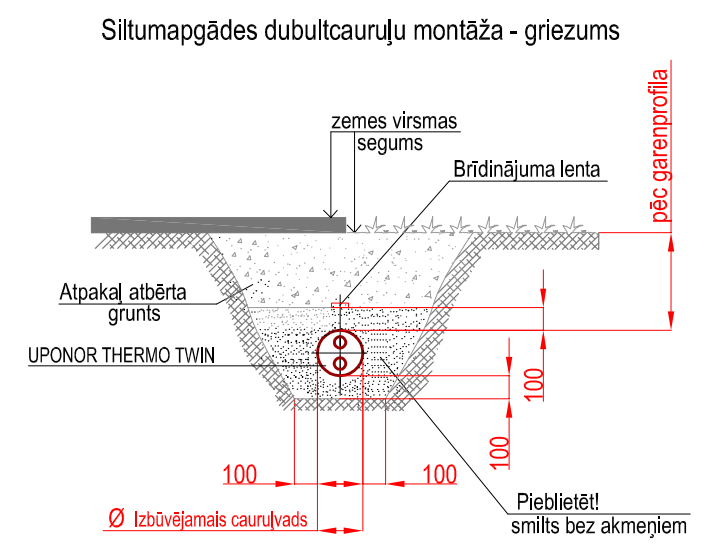 Siltumapgādes dubultcauruļu montāža - griezums
zemes virsmas
segums
Brīdinājuma lenta
pēc garenprofila
Atpakaļ atbērta
grunts
UPONOR THERMO TWIN
100
100
100
100
Ø Izbūvējamais cauruļvads
Pieblietēt!
smilts bez akmeņiem